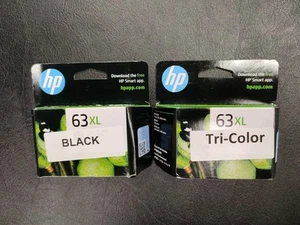 hp
Download the free
HP Smart app
hpapp.com
63XL
BLACK
hp
Download the free
HP Smart app
hpapp.com
63XL
Tri-Color